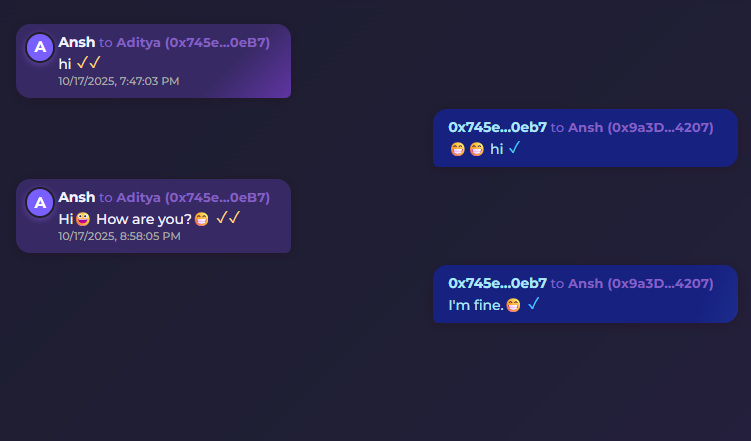 A
Ansh to Aditya (0x745e...0eB7)
hi ✓✓
10/17/2025, 7:47:03 PM
0x745e...0eb7 to Ansh (0x9a3D...4207)
😁😁 hi ✓
A
Ansh to Aditya (0x745e...0eB7)
Hi😜 How are you?😁 ✓✓
10/17/2025, 8:58:05 PM
0x745e...0eb7 to Ansh (0x9a3D...4207)
I'm fine.😁 ✓